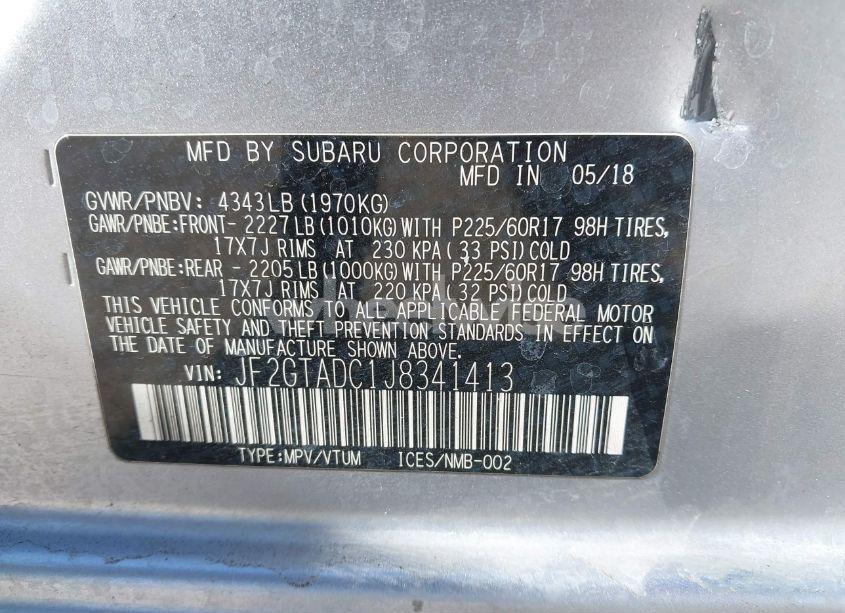 MFD BY SUBARU CORPORATION
MFD IN 05/18
GVWR/PNBV: 4343LB(1970KG)
GAWR/PNBE:FRONT- 2227LB(1010KG)WITH P225/60R17 98H TIRES,
17X7J RIMS AT 230 KPA( 33 PSI)COLD
GAWR/PNBE:REAR - 2205LB(1000KG)WITH P225/60R17 98H TIRES,
17X7J RIMS AT 220 KPA( 32 PSI)COLD
THIS VEHICLE CONFORMS TO ALL APPLICABLE FEDERAL MOTOR
VEHICLE SAFETY AND THEFT PREVENTION STANDARDS IN EFFECT ON
THE DATE OF MANUFACTURE SHOWN ABOVE.
VIN: JF2GTADC1J8341413
TYPE:MPV/VTUM ICES/NMB-002